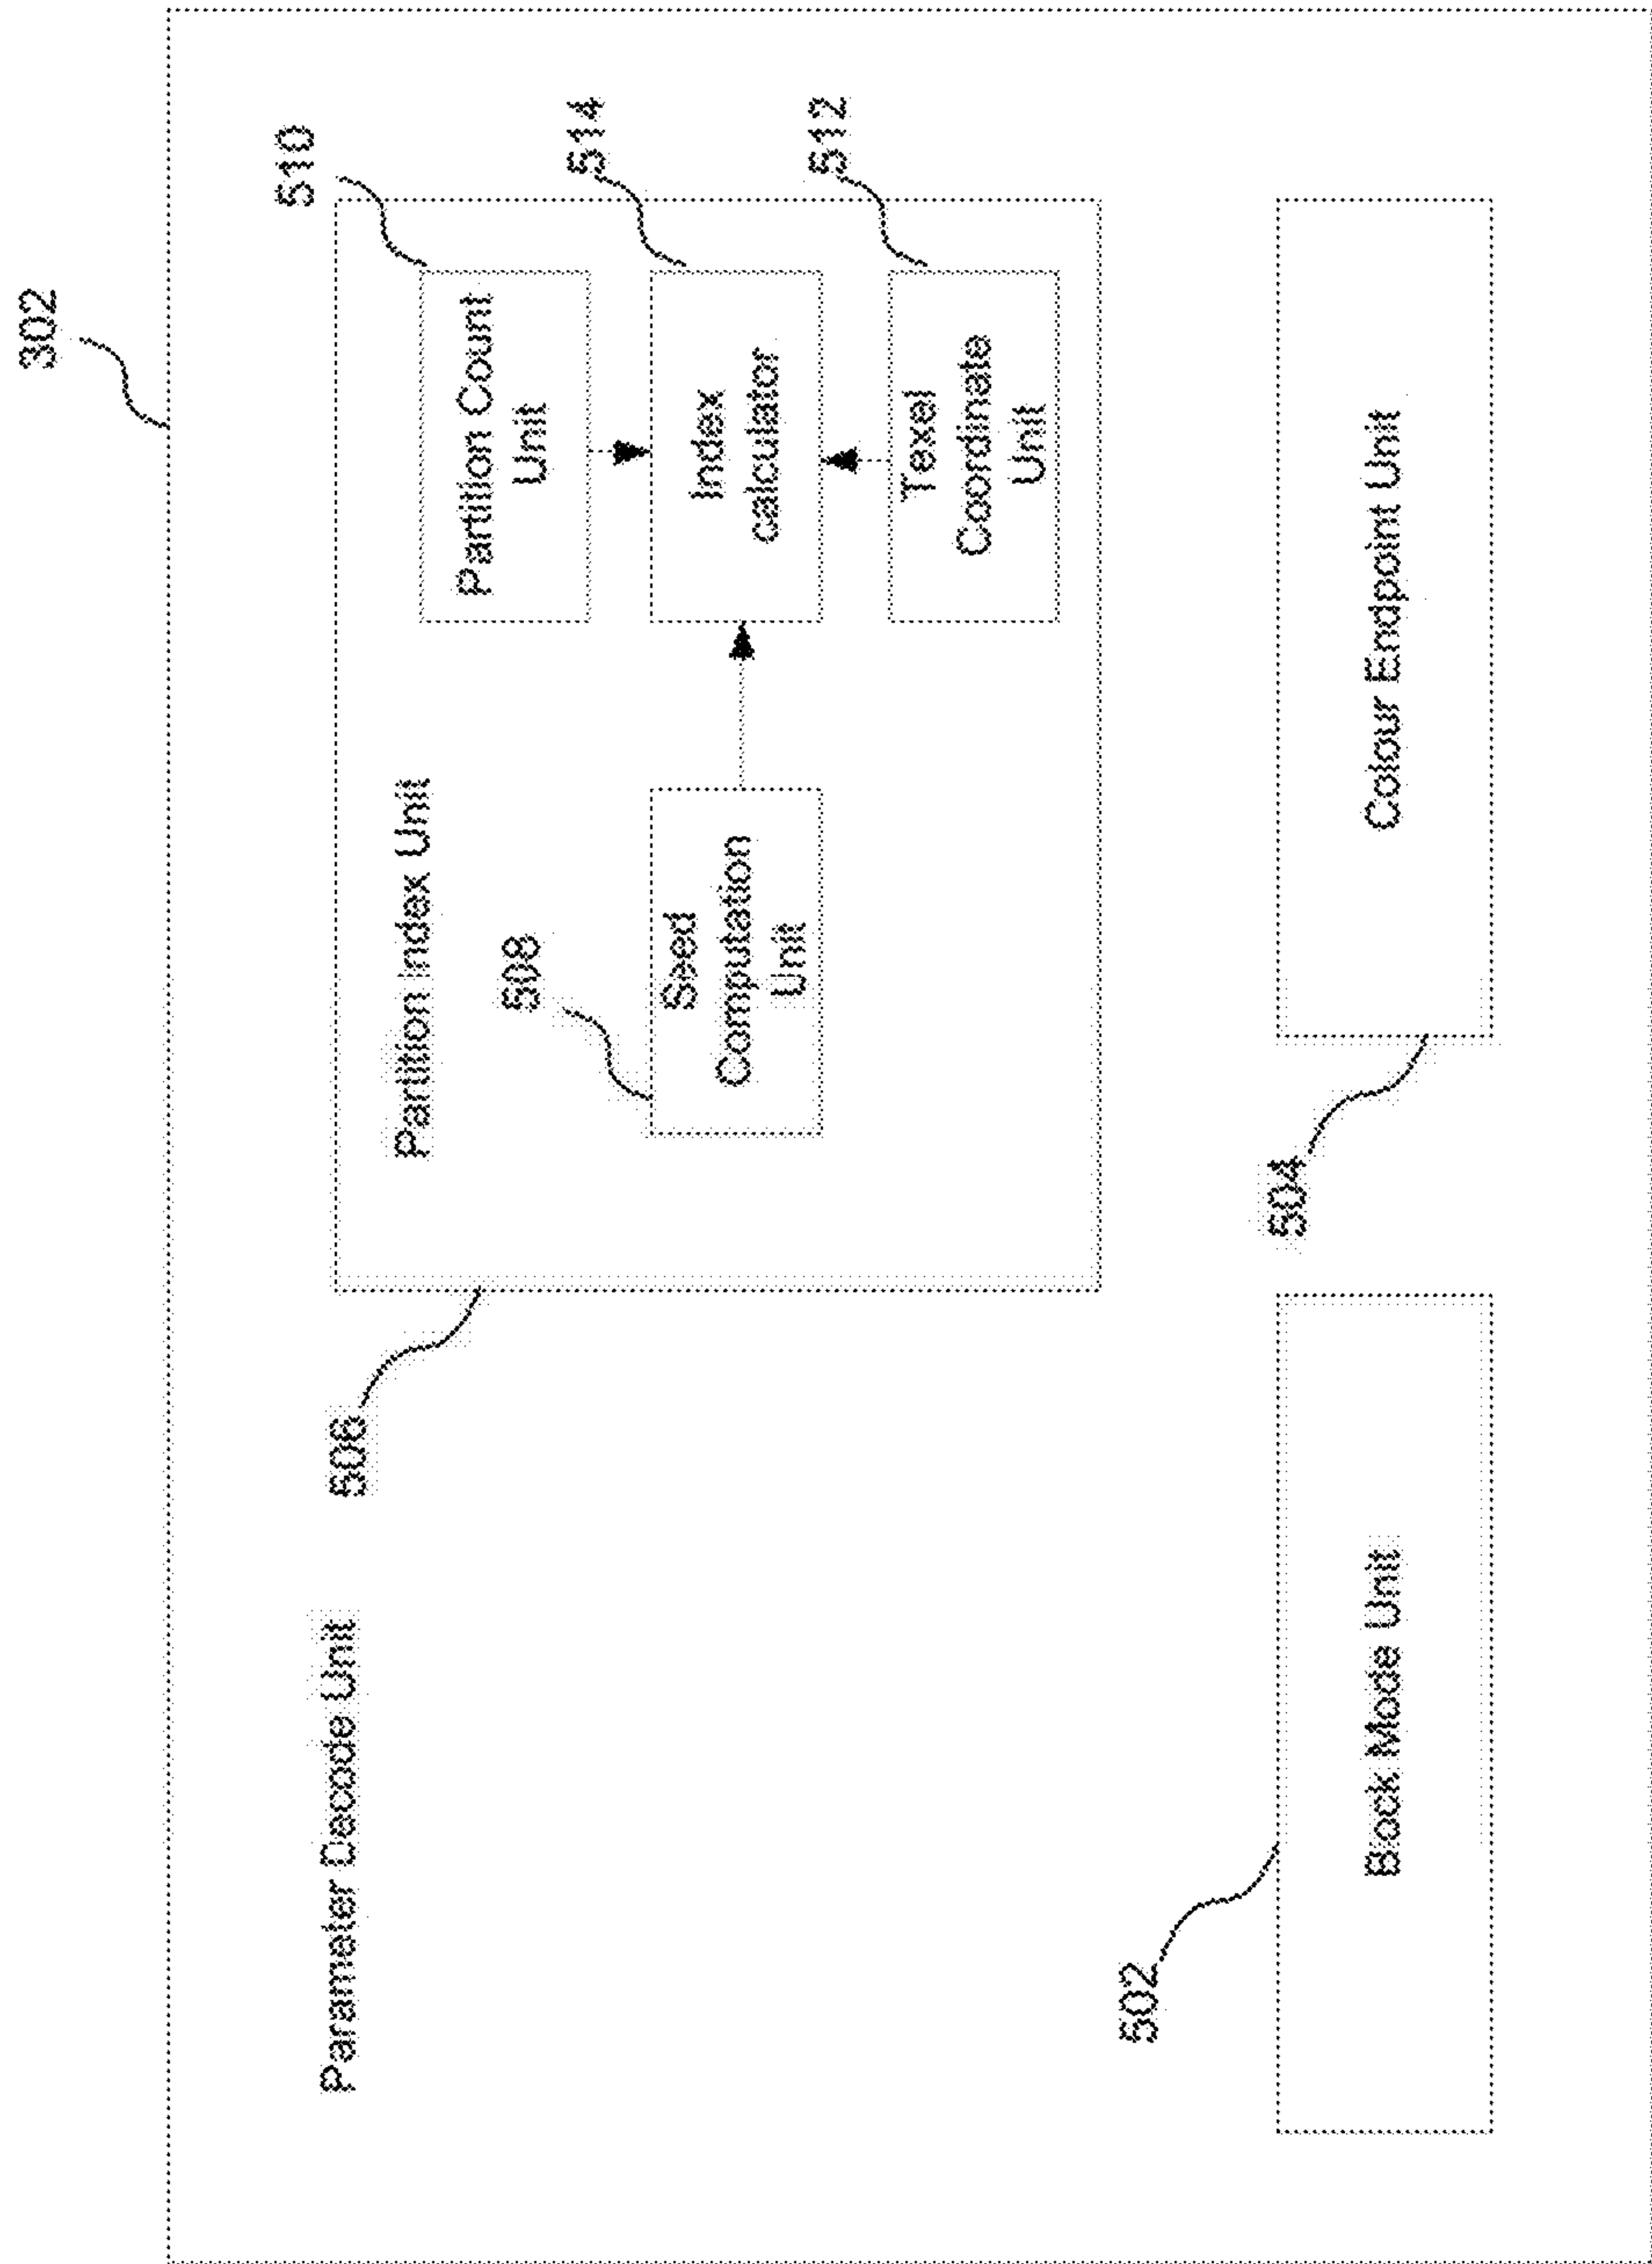 302
Parameter Decode Unit
506
Partition Index Unit
510
Partition Count
Unit
508
Seed
Computation
Unit
514
Index
calculator
512
Texel
Coordinate
Unit
502
Block Mode Unit
504
Colour Endpoint Unit